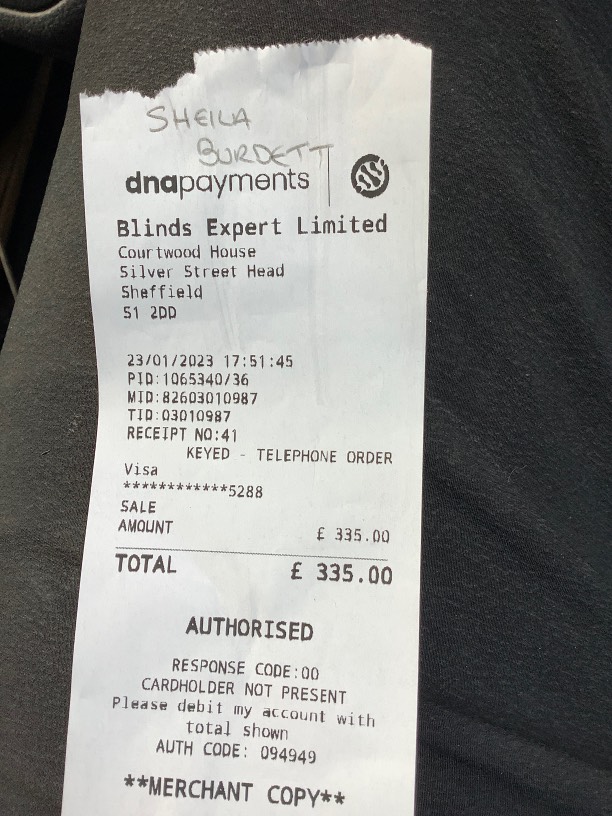 SHEILA
BURDETT
dnapayments
Blinds Expert Limited
Courtwood House
Silver Street Head
Sheffield
S1 2DD
23/01/2023 17:51:45
PID:1065340/36
MID:82603010987
TID:03010987
RECEIPT NO:41
KEYED - TELEPHONE ORDER
Visa
************5288
SALE
AMOUNT £ 335.00
TOTAL £ 335.00
AUTHORISED
RESPONSE CODE:00
CARDHOLDER NOT PRESENT
Please debit my account with
total shown
AUTH CODE: 094949
**MERCHANT COPY**